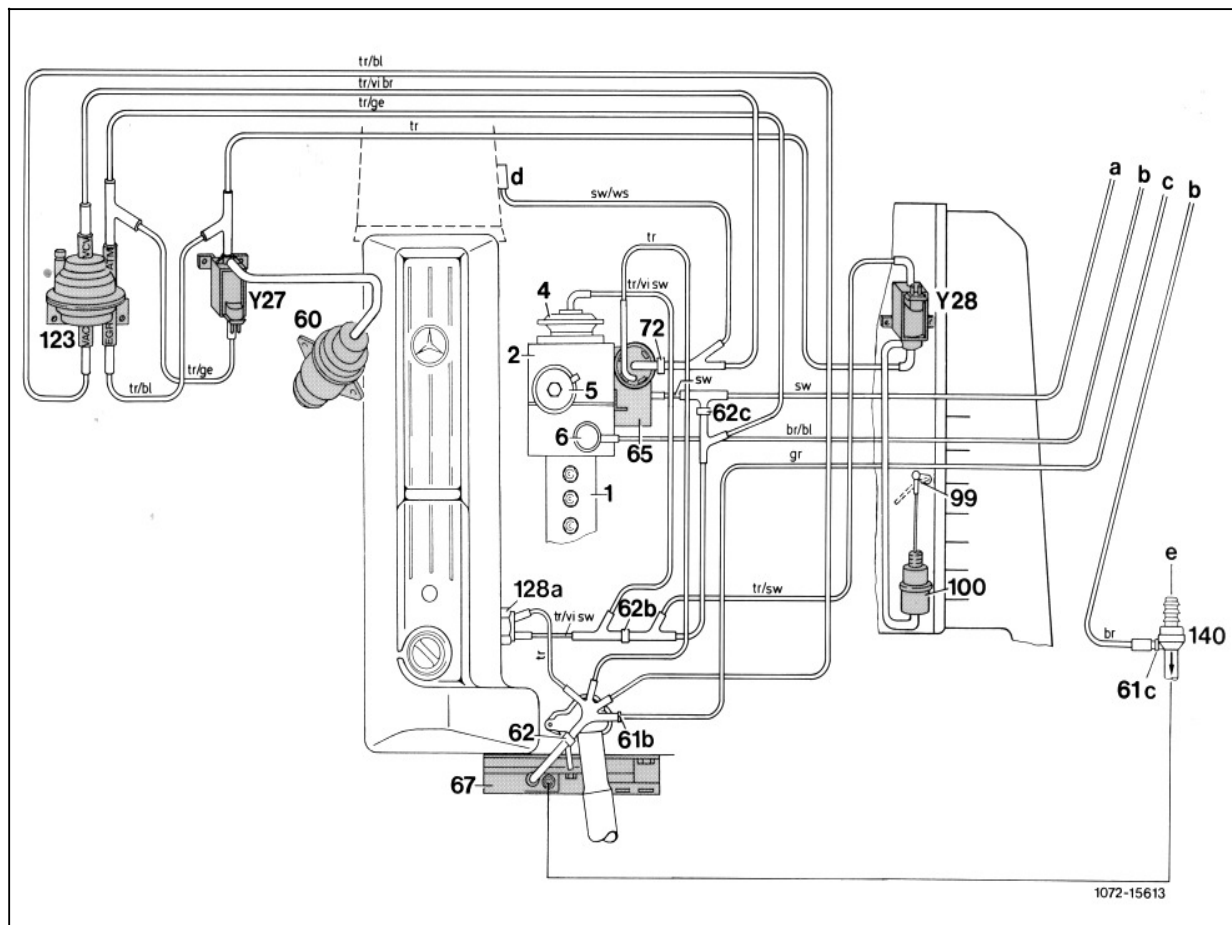 tr/bl
tr/vi br
tr/ge
tr
d
a
b
c
b
sw/ws
tr
VCV
ATM
Y27
4
tr/vi sw
Y28
60
72
123
2
VAC
EGR
tr/ge
5
sw
sw
tr/bl
62c
6
65
br/bl
gr
1
99
e
128a
62b
tr/sw
100
tr/vi sw
140
tr
br
61c
62
61b
67
1072-15613